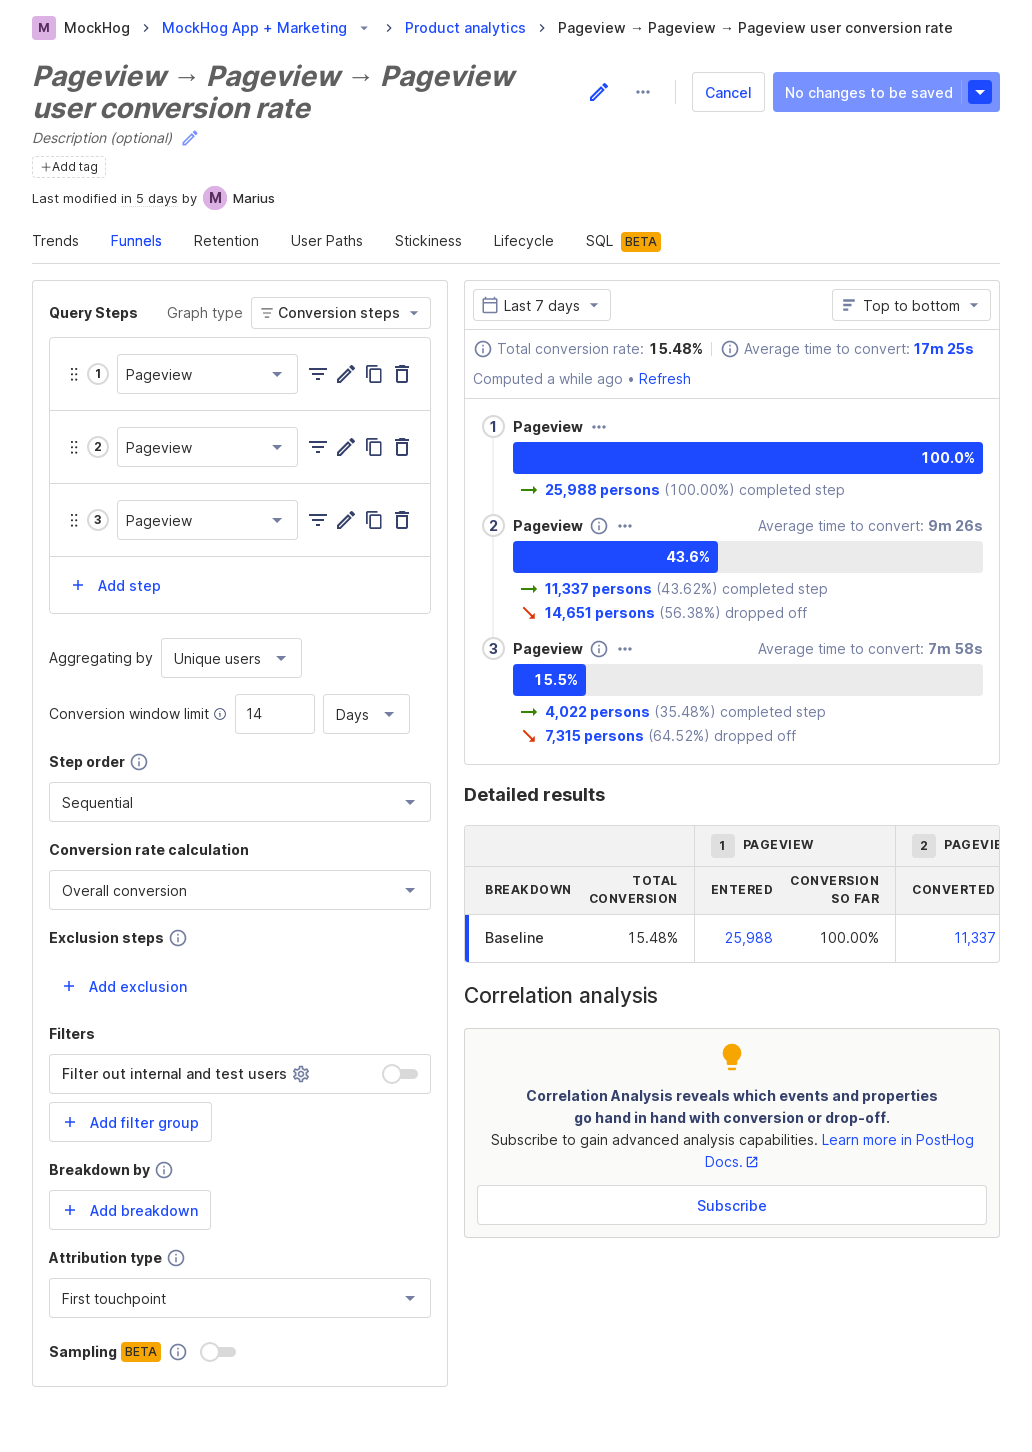 M MockHog > MockHog App + Marketing > Product analytics > Pageview → Pageview → Pageview user conversion rate
Pageview → Pageview → Pageview
user conversion rate
Cancel
No changes to be saved
Description (optional)
+Add tag
Last modified in 5 days by M Marius
Trends Funnels Retention User Paths Stickiness Lifecycle SQL BETA
Query Steps Graph type Conversion steps
1 Pageview
2 Pageview
3 Pageview
+ Add step
Aggregating by Unique users
Conversion window limit 14 Days
Step order
Sequential
Conversion rate calculation
Overall conversion
Exclusion steps
+ Add exclusion
Filters
Filter out internal and test users
+ Add filter group
Breakdown by
+ Add breakdown
Attribution type
First touchpoint
Sampling BETA
Last 7 days Top to bottom
Total conversion rate: 15.48% Average time to convert: 17m 25s
Computed a while ago • Refresh
1 Pageview
100.0%
→ 25,988 persons (100.00%) completed step
2 Pageview Average time to convert: 9m 26s
43.6%
→ 11,337 persons (43.62%) completed step
↘ 14,651 persons (56.38%) dropped off
3 Pageview Average time to convert: 7m 58s
15.5%
→ 4,022 persons (35.48%) completed step
↘ 7,315 persons (64.52%) dropped off
Detailed results
1 PAGEVIEW 2 PAGEVIE
BREAKDOWN TOTAL CONVERSION ENTERED CONVERSION SO FAR CONVERTED
Baseline 15.48% 25,988 100.00% 11,337
Correlation analysis
Correlation Analysis reveals which events and properties
go hand in hand with conversion or drop-off.
Subscribe to gain advanced analysis capabilities. Learn more in PostHog
Docs.
Subscribe